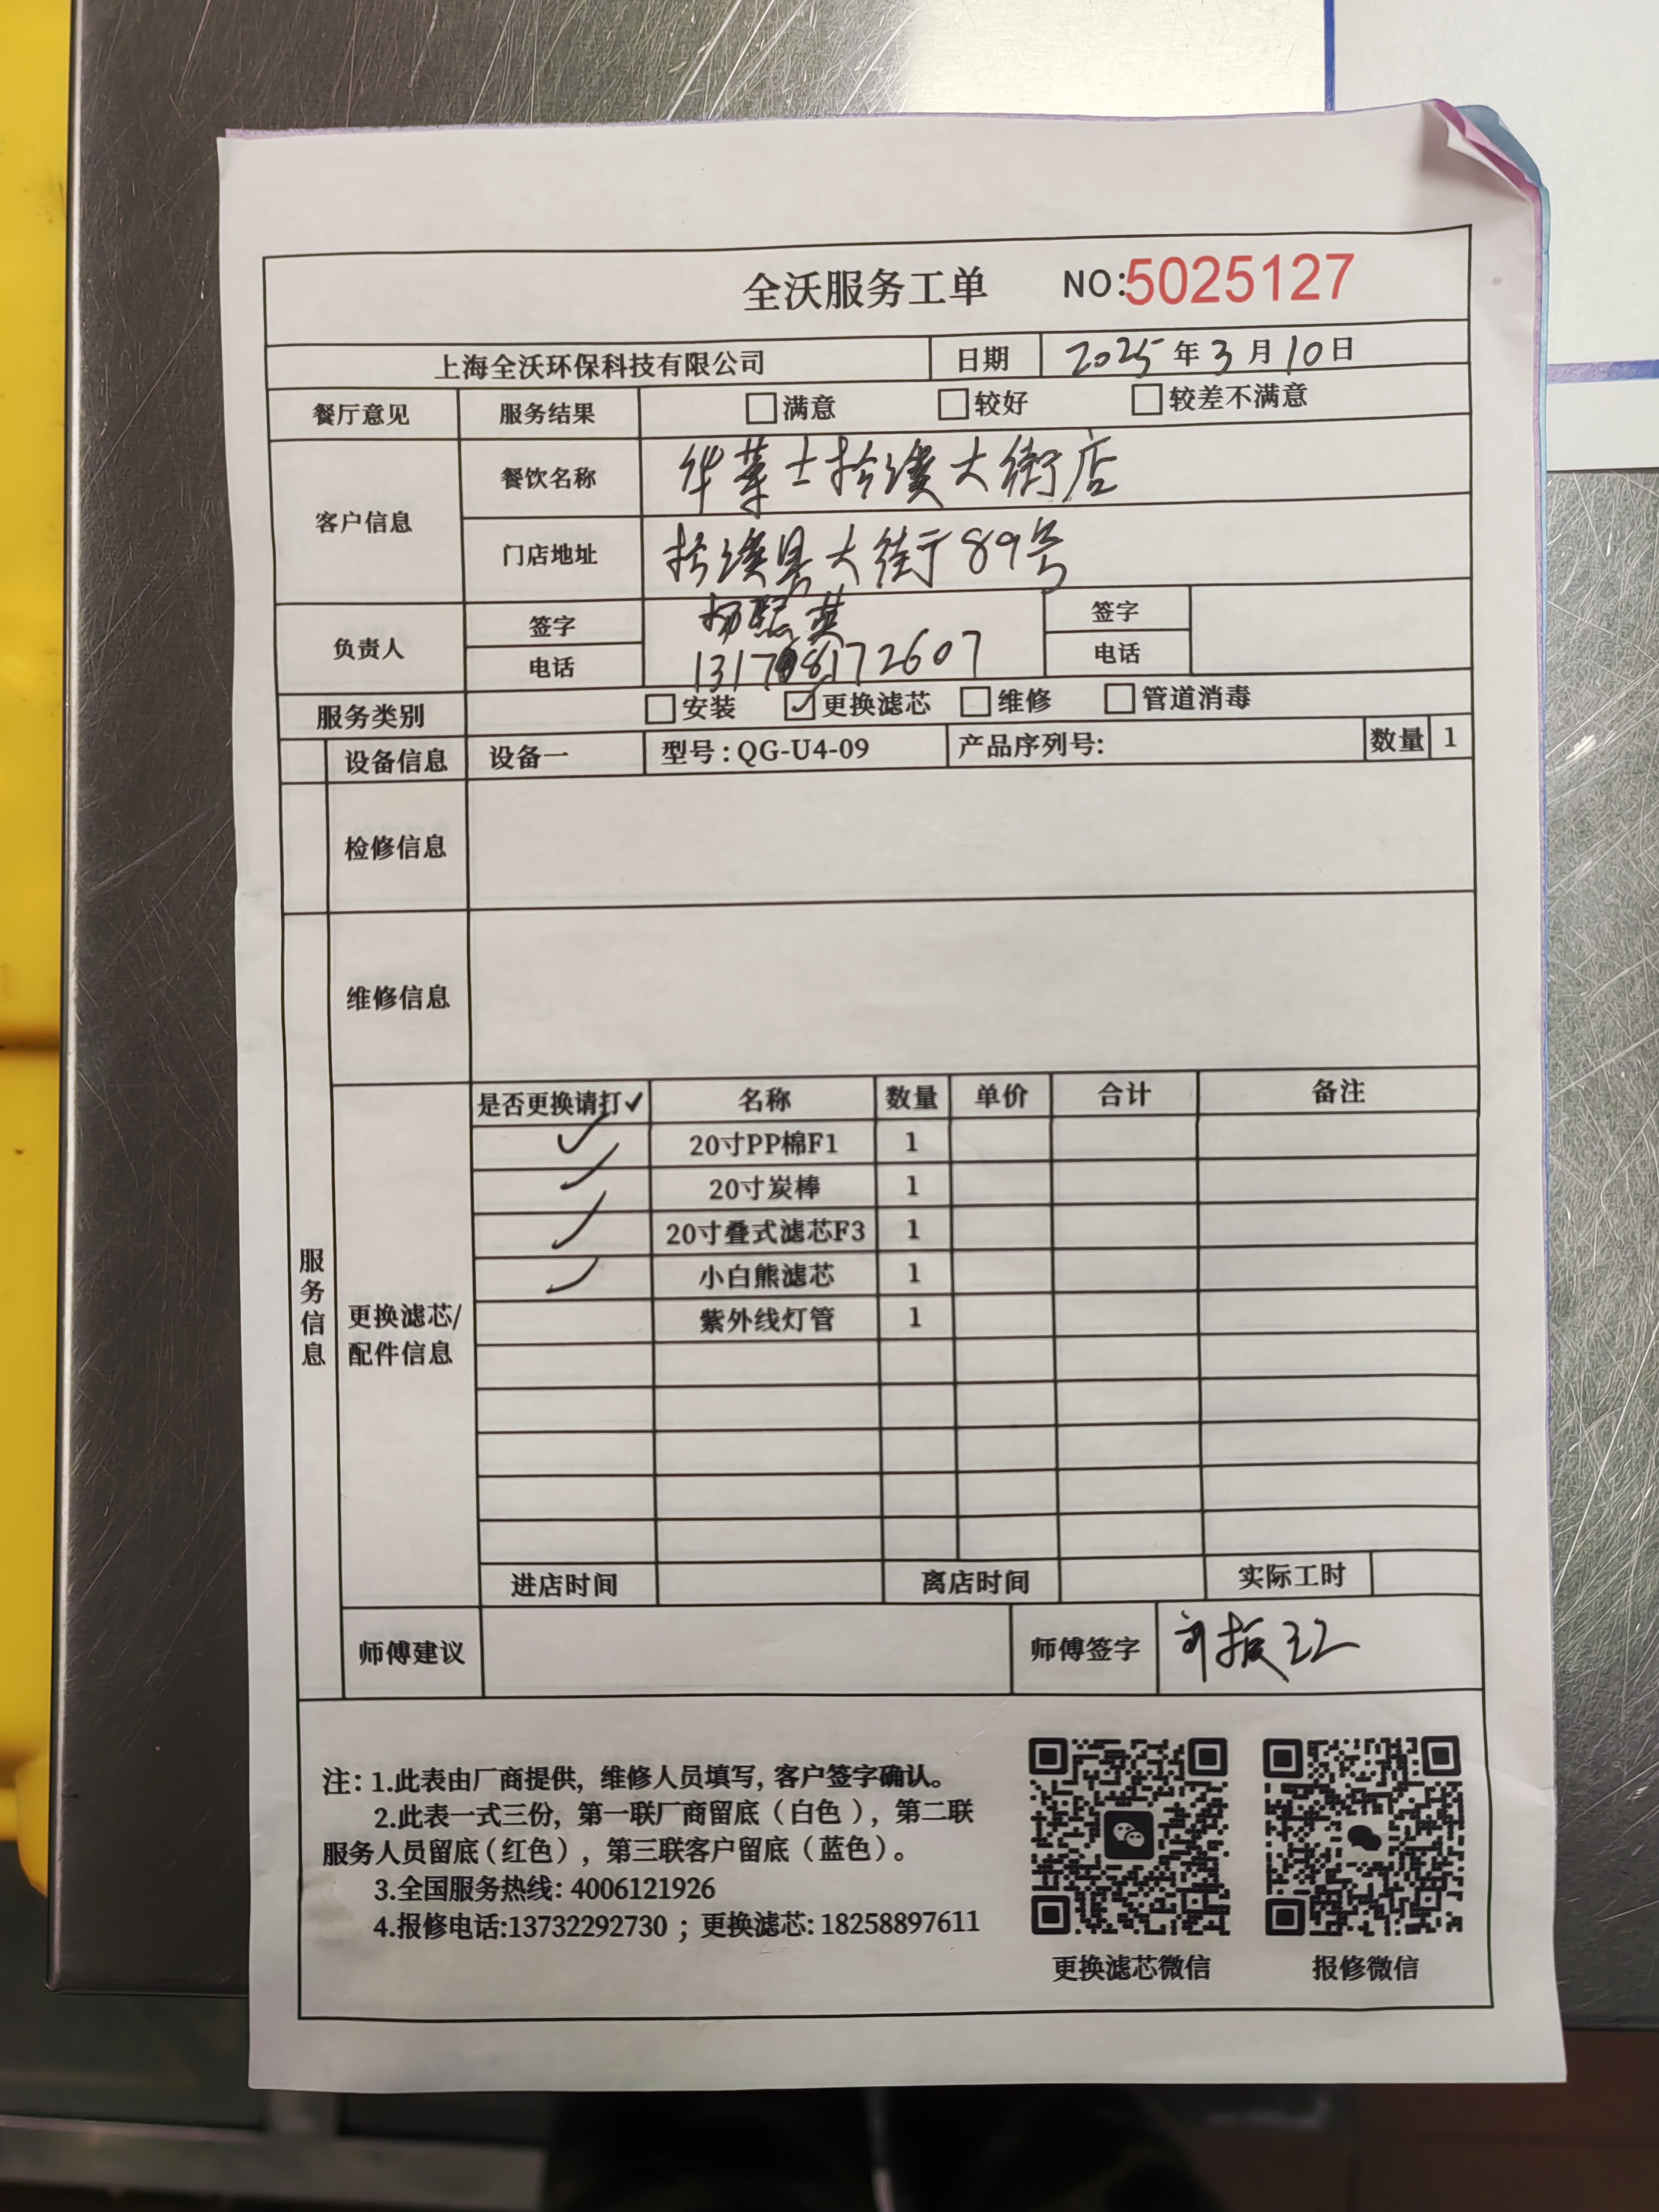 全沃服务工单 NO:5025127
上海全沃环保科技有限公司 日期 2025年3月10日
餐厅意见 服务结果 满意 较好 较差不满意
客户信息 餐饮名称 华莱士 大街店
门店地址 大街89号
负责人 签字 签字
电话 电话
服务类别 安装 ✓更换滤芯 维修 管道消毒
设备信息 设备一 型号:QG-U4-09 产品序列号: 数量 1
检修信息
维修信息
服务信息
更换滤芯/配件信息
是否更换请打✓ 名称 数量 单价 合计 备注
✓ 20寸PP棉F1 1
✓ 20寸炭棒 1
✓ 20寸叠式滤芯F3 1
✓ 小白熊滤芯 1
紫外线灯管 1
进店时间 离店时间 实际工时
师傅建议 师傅签字
注:1.此表由厂商提供,维修人员填写,客户签字确认。
2.此表一式三份,第一联厂商留底(白色),第二联
服务人员留底(红色),第三联客户留底(蓝色)。
3.全国服务热线:4006121926
4.报修电话:13732292730;更换滤芯:18258897611
更换滤芯微信 报修微信